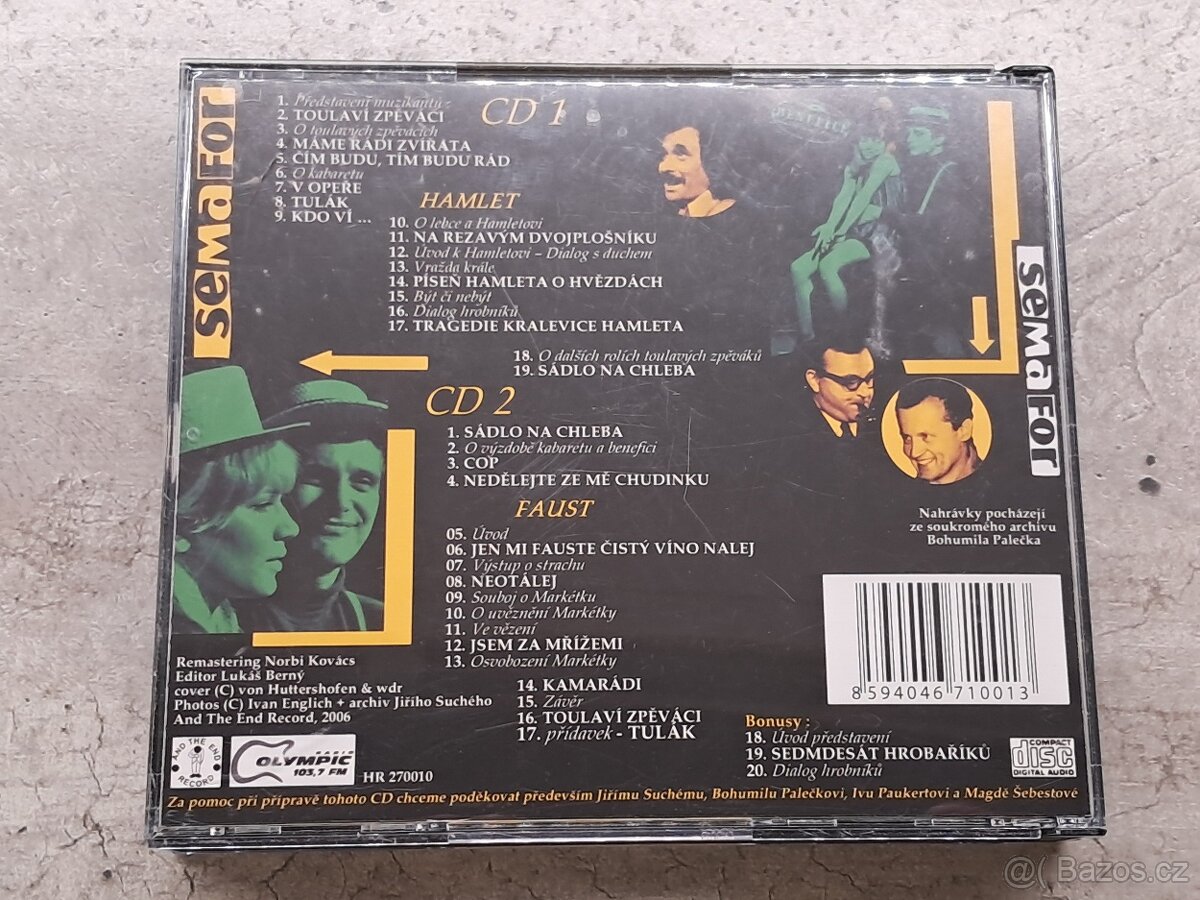 semaFor
CD 1
1. Představení muzikantů
2. TOULAVÍ ZPĚVÁCI
3. O toulavých zpěvácích
4. MÁME RÁDI ZVÍŘATA
5. ČÍM BUDU, TÍM BUDU RÁD
6. O kabaretu
7. V OPEŘE
8. TULÁK
9. KDO VÍ ...
HAMLET
10. O lebce a Hamletovi
11. NA REZAVÝM DVOJPLOŠNÍKU
12. Úvod k Hamletovi – Dialog s duchem
13. Vražda krále
14. PÍSEŇ HAMLETA O HVĚZDÁCH
15. Být či nebýt
16. Dialog hrobníků
17. TRAGEDIE KRALEVICE HAMLETA
18. O dalších rolích toulavých zpěváků
19. SÁDLO NA CHLEBA
semaFor
CD 2
1. SÁDLO NA CHLEBA
2. O výzdobě kabaretu a benefici
3. COP
4. NEDĚLEJTE ZE MĚ CHUDINKU
FAUST
05. Úvod
06. JEN MI FAUSTE ČISTÝ VÍNO NALEJ
07. Výstup o strachu
08. NEOTÁLEJ
09. Souboj o Markétku
10. O uvěznění Markétky
11. Ve vězení
12. JSEM ZA MŘÍŽEMI
13. Osvobození Markétky
14. KAMARÁDI
15. Závěr
16. TOULAVÍ ZPĚVÁCI
17. přídavek - TULÁK
Nahrávky pocházejí
ze soukromého archivu
Bohumila Palečka
8 594046 710013
Bonusy :
18. Úvod představení
19. SEDMDESÁT HROBAŘÍKŮ
20. Dialog hrobníků
COMPACT
disc
DIGITAL AUDIO
Remastering Norbi Kovács
Editor Lukáš Berný
cover (C) von Huttershofen & wdr
Photos (C) Ivan Englich + archiv Jiřího Suchého
And The End Record, 2006
AND THE END
RECORD
RADIO
OLYMPIC
103,7 FM
HR 270010
Za pomoc při přípravě tohoto CD chceme poděkovat především Jiřímu Suchému, Bohumilu Palečkovi, Ivu Paukertovi a Magdě Šebestové
@( Bazos.cz